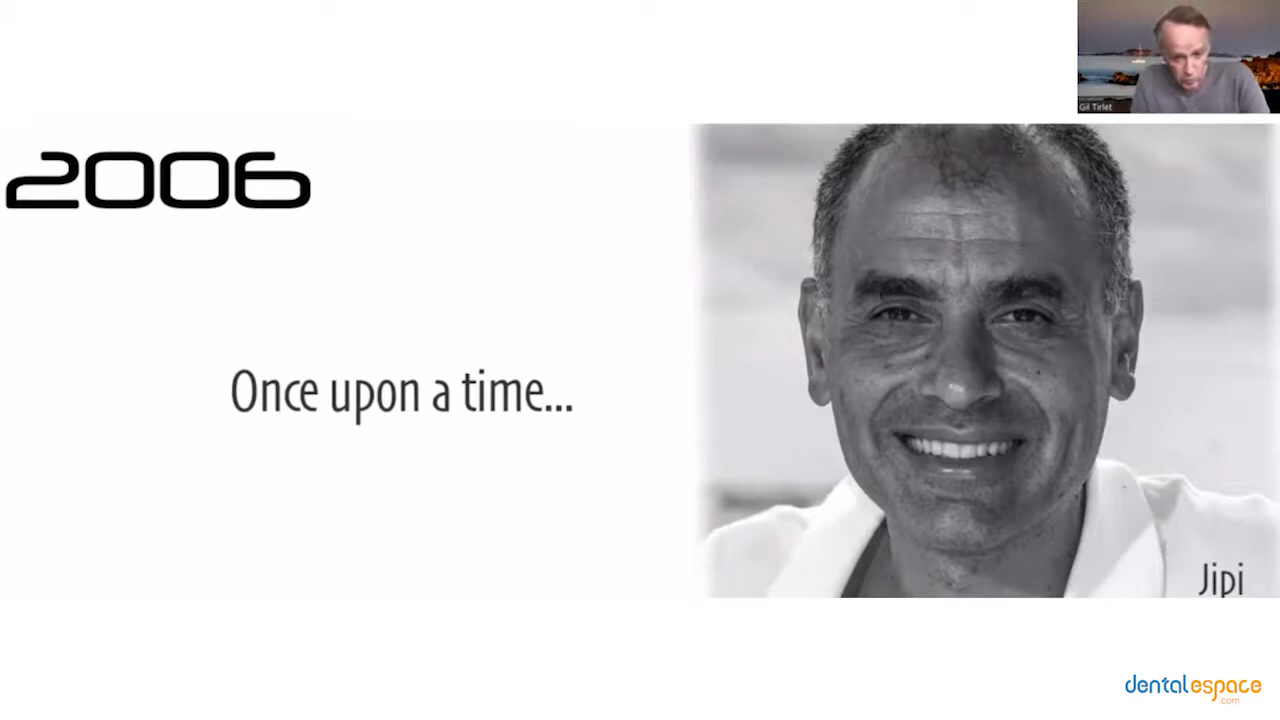 Gil Tirlet
2006
Once upon a time...
Jipi
dentalespace
.com